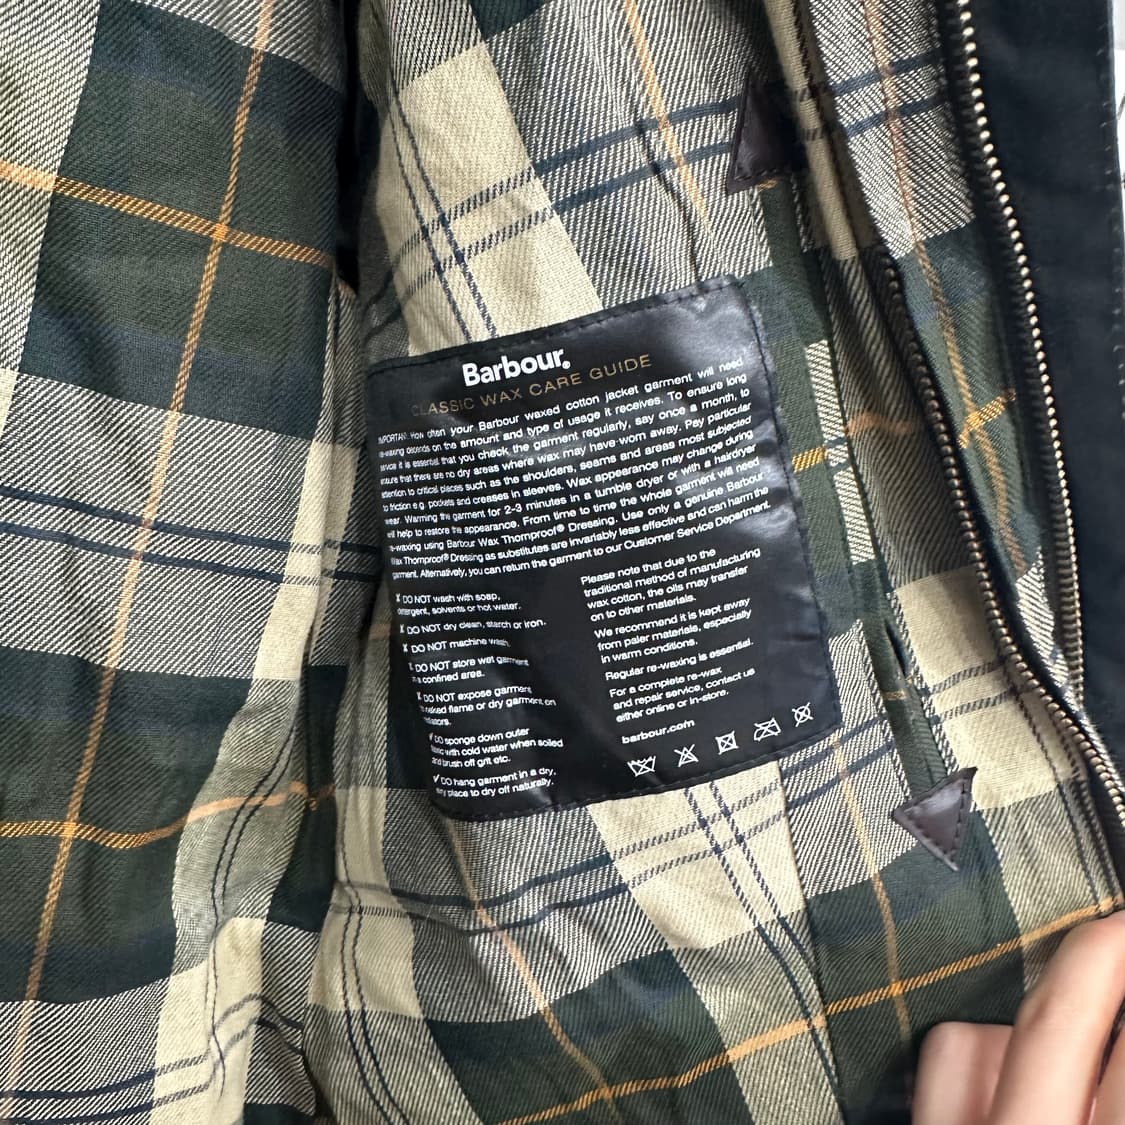 Barbour®
CLASSIC WAX CARE GUIDE
IMPORTANT: How often your Barbour waxed cotton jacket garment will need
re-waxing depends on the amount and type of usage it receives. To ensure long
service it is essential that you check the garment regularly, say once a month, to
ensure that there are no dry areas where wax may have worn away. Pay particular
attention to critical places such as the shoulders, seams and areas most subjected
to friction e.g. pockets and creases in sleeves. Wax appearance may change during
wear. Warming the garment for 2-3 minutes in a tumble dryer or with a hairdryer
will help to restore the appearance. From time to time the whole garment will need
re-waxing using Barbour Wax Thornproof® Dressing. Use only a genuine Barbour
Wax Thornproof® Dressing as substitutes are invariably less effective and can harm the
garment. Alternatively, you can return the garment to our Customer Service Department.
✗ DO NOT wash with soap,
detergent, solvents or hot water.
✗ DO NOT dry clean, starch or iron.
✗ DO NOT machine wash.
✗ DO NOT store wet garment
in a confined area.
✗ DO NOT expose garment
to naked flame or dry garment on
radiators.
✓ DO sponge down outer
fabric with cold water when soiled
and brush off grit etc.
✓ DO hang garment in a dry,
airy place to dry off naturally.
Please note that due to the
traditional method of manufacturing
wax cotton, the oils may transfer
on to other materials.
We recommend it is kept away
from paler materials, especially
in warm conditions.
Regular re-waxing is essential.
For a complete re-wax
and repair service, contact us
either online or in-store.
barbour.com